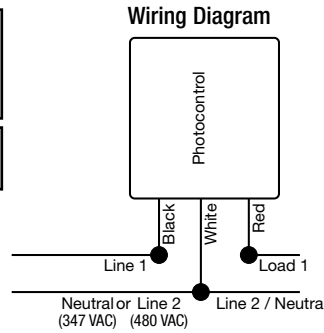 Wiring Diagram
Photocontrol
Black
White
Red
Line 1
Load 1
Neutral or Line 2
Line 2 / Neutra
(347 VAC) (480 VAC)